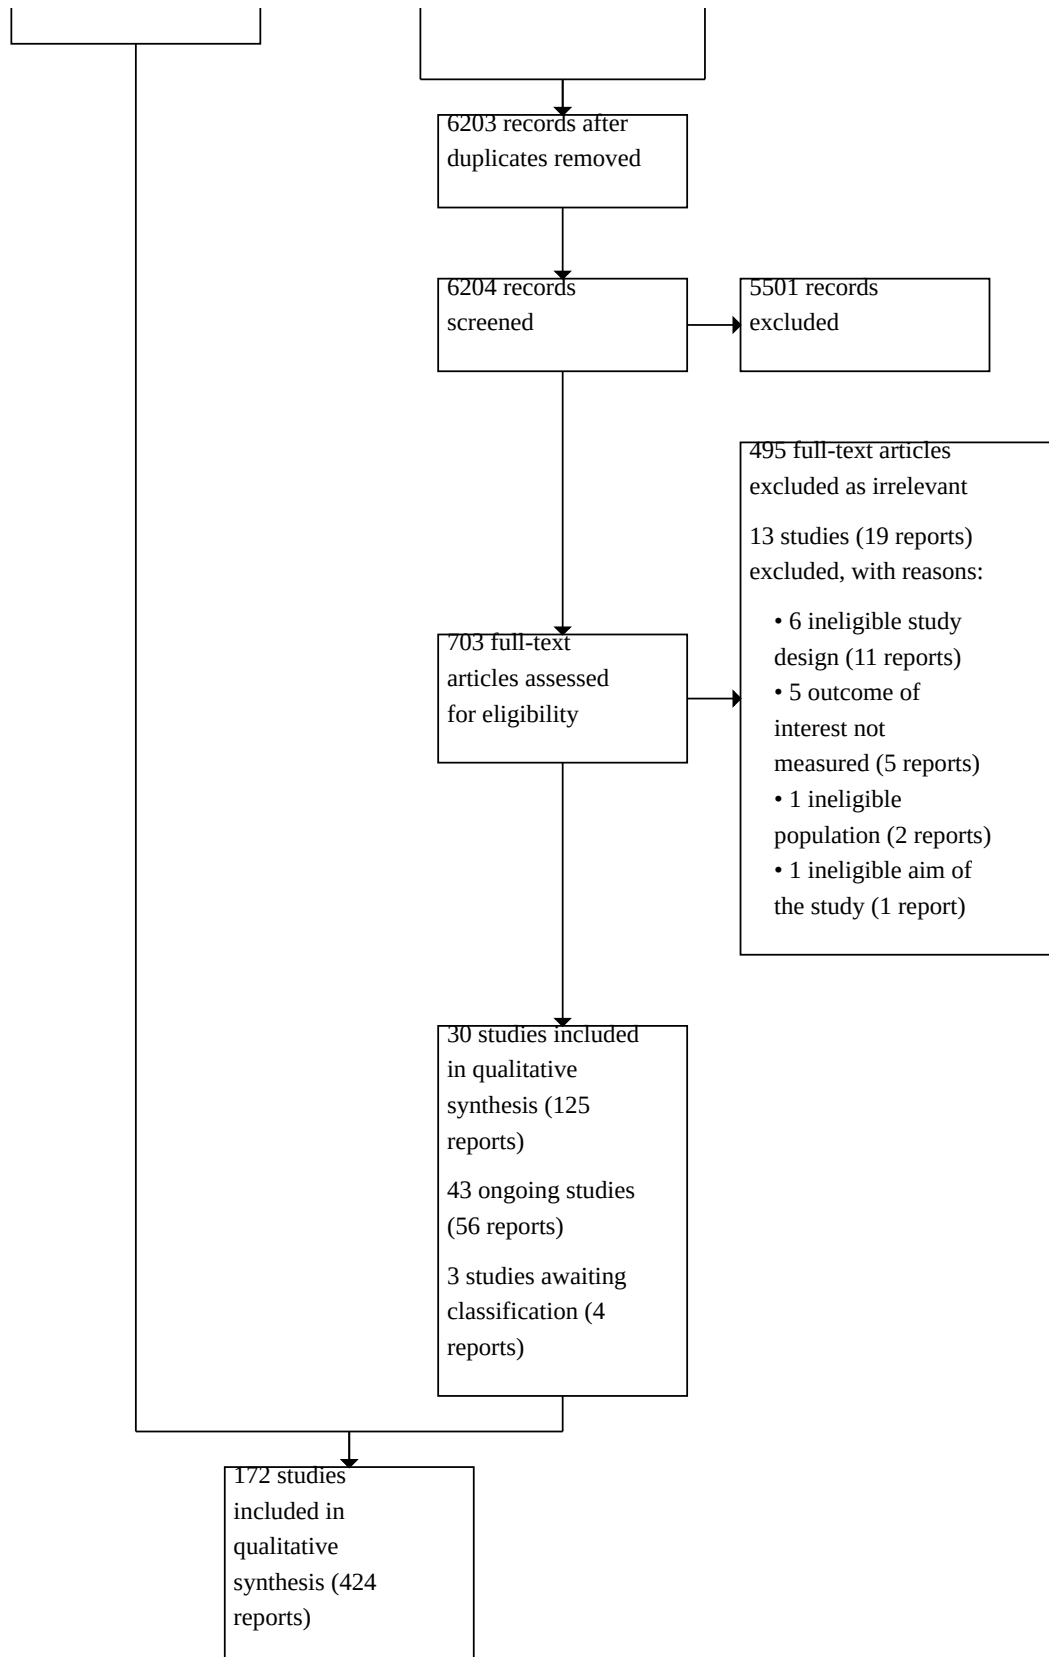 6203 records after
duplicates removed
6204 records
screened
5501 records
excluded
495 full-text articles
excluded as irrelevant
13 studies (19 reports)
excluded, with reasons:
• 6 ineligible study
design (11 reports)
• 5 outcome of
interest not
measured (5 reports)
• 1 ineligible
population (2 reports)
• 1 ineligible aim of
the study (1 report)
703 full-text
articles assessed
for eligibility
30 studies included
in qualitative
synthesis (125
reports)
43 ongoing studies
(56 reports)
3 studies awaiting
classification (4
reports)
172 studies
included in
qualitative
synthesis (424
reports)